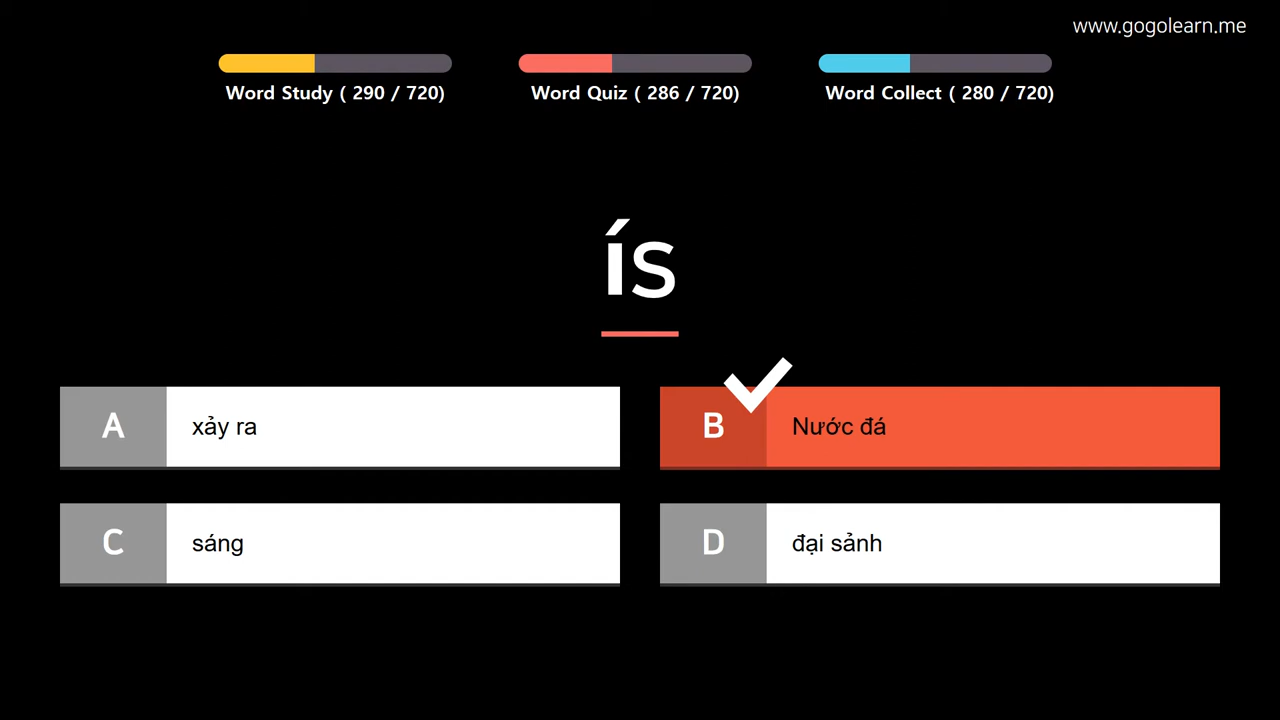 www.gogolearn.me
Word Study ( 290 / 720)
Word Quiz ( 286 / 720)
Word Collect ( 280 / 720)
ís
A xảy ra
B Nước đá
C sáng
D đại sảnh